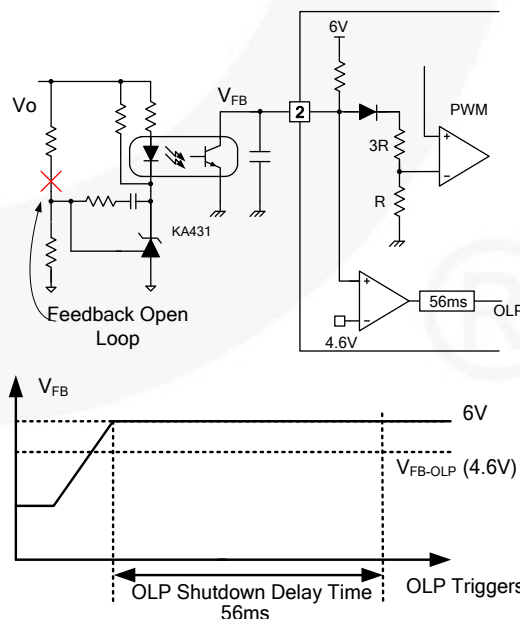 6V
Vo
VFB
2
PWM
3R
R
KA431
Feedback Open
Loop
56ms
OLP
4.6V
VFB
6V
VFB-OLP (4.6V)
OLP Shutdown Delay Time
56ms
OLP Triggers
R